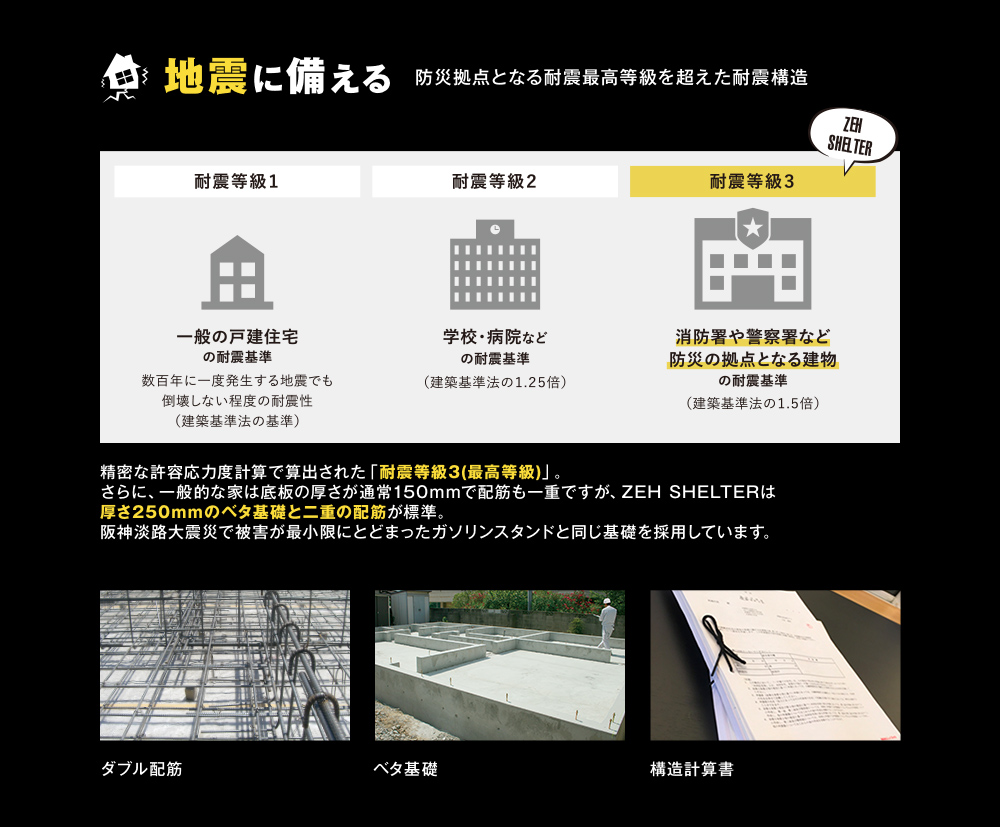 地震に備える
防災拠点となる耐震最高等級を超えた耐震構造
ZEH
SHELTER
耐震等級1
耐震等級2
耐震等級3
一般の戸建住宅
の耐震基準
数百年に一度発生する地震でも
倒壊しない程度の耐震性
（建築基準法の基準）
学校・病院など
の耐震基準
（建築基準法の1.25倍）
消防署や警察署など
防災の拠点となる建物
の耐震基準
（建築基準法の1.5倍）
精密な許容応力度計算で算出された「耐震等級3(最高等級)」。
さらに、一般的な家は底板の厚さが通常150mmで配筋も一重ですが、ZEH SHELTERは
厚さ250mmのベタ基礎と二重の配筋が標準。
阪神淡路大震災で被害が最小限にとどまったガソリンスタンドと同じ基礎を採用しています。
ダブル配筋
ベタ基礎
構造計算書